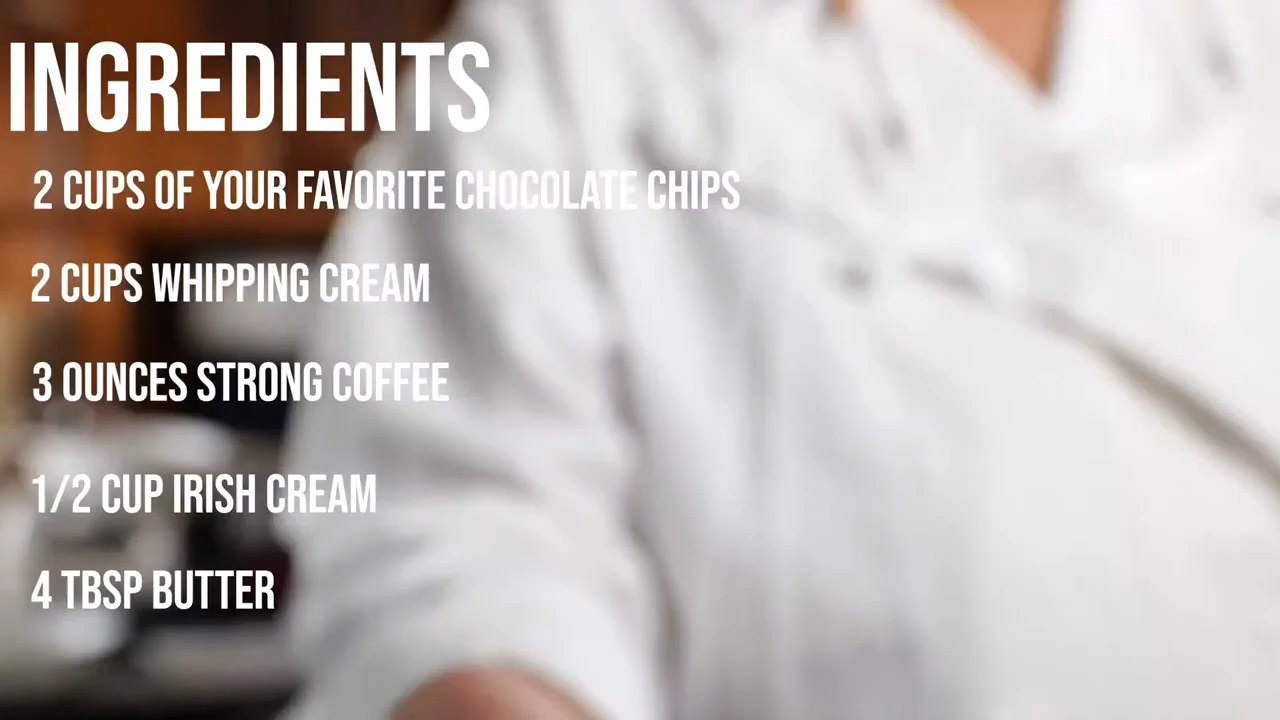 INGREDIENTS
2 CUPS OF YOUR FAVORITE CHOCOLATE CHIPS
2 CUPS WHIPPING CREAM
3 OUNCES STRONG COFFEE
1/2 CUP IRISH CREAM
4 TBSP BUTTER